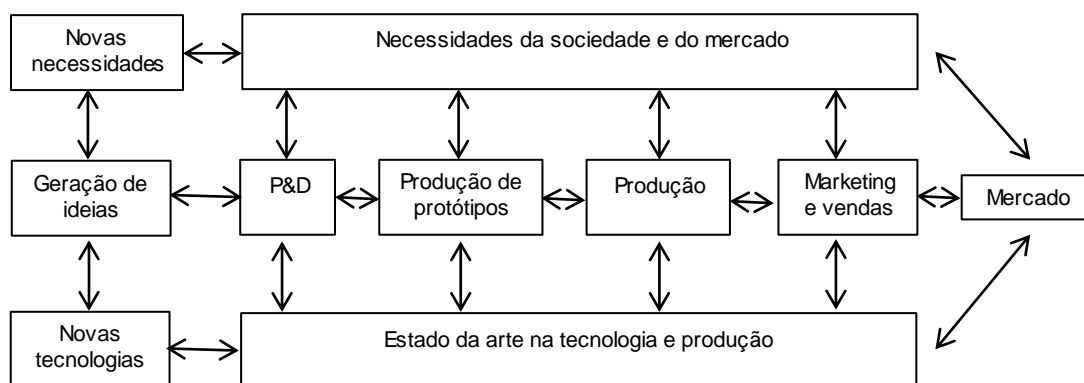 Novas
necessidades
Necessidades da sociedade e do mercado
Geração de
ideias
P&D
Produção de
protótipos
Produção
Marketing
e vendas
Mercado
Novas
tecnologias
Estado da arte na tecnologia e produção